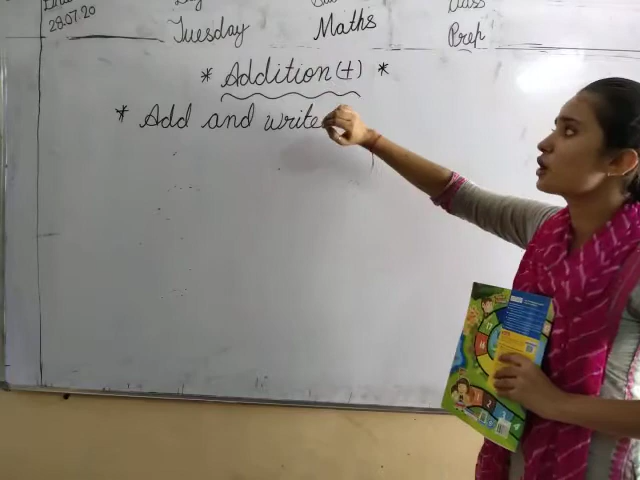 28.07.20 Tuesday Maths Prep
* Addition (+) *
* Add and write